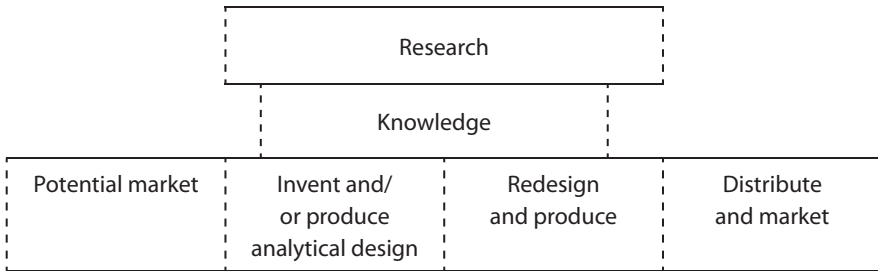 Research
Knowledge
Potential market
Invent and/
or produce
analytical design
Redesign
and produce
Distribute
and market